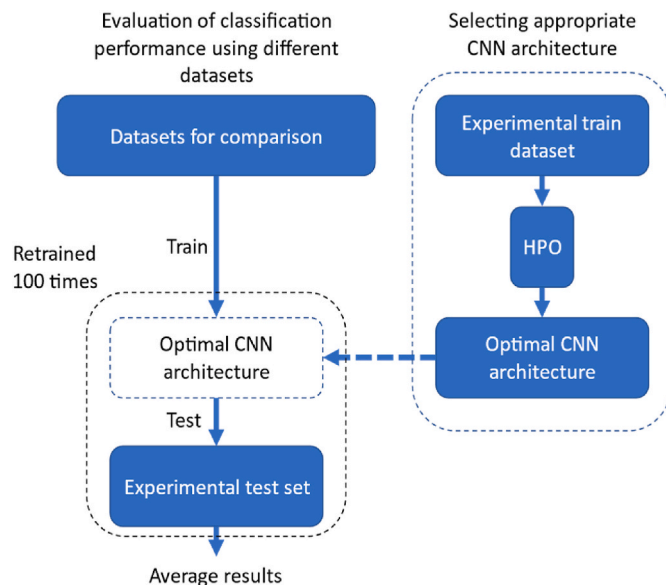 Evaluation of classification
performance using different
datasets
Datasets for comparison
Train
Retrained
100 times
Optimal CNN
architecture
Test
Experimental test set
Average results
Selecting appropriate
CNN architecture
Experimental train
dataset
HPO
Optimal CNN
architecture